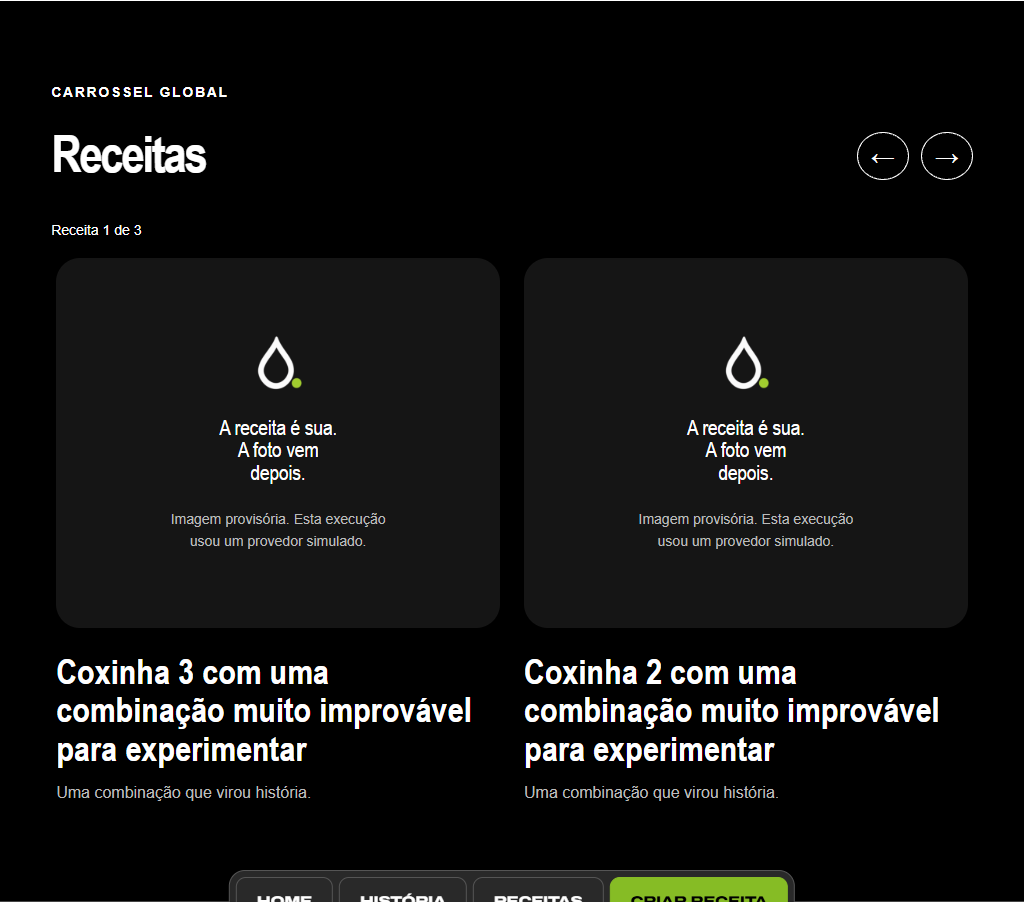 CARROSSEL GLOBAL
Receitas
← →
Receita 1 de 3
A receita é sua.
A foto vem
depois.
Imagem provisória. Esta execução
usou um provedor simulado.
A receita é sua.
A foto vem
depois.
Imagem provisória. Esta execução
usou um provedor simulado.
Coxinha 3 com uma
combinação muito improvável
para experimentar
Uma combinação que virou história.
Coxinha 2 com uma
combinação muito improvável
para experimentar
Uma combinação que virou história.
HOME
HISTÓRIA
RECEITAS
CRIAR RECEITA